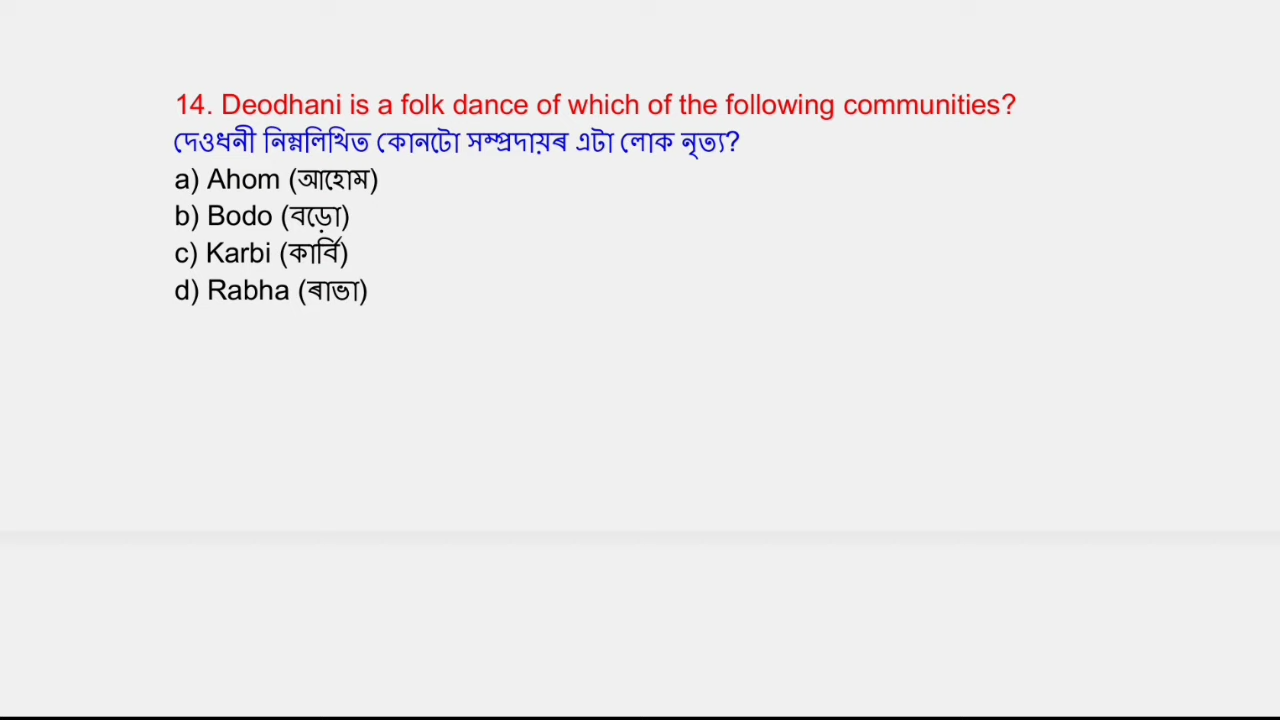 14. Deodhani is a folk dance of which of the following communities?
দেওধনী নিম্নলিখিত কোনটো সম্প্রদায়ৰ এটা লোক নৃত্য?
a) Ahom (আহোম)
b) Bodo (বড়ো)
c) Karbi (কাৰ্বি)
d) Rabha (ৰাভা)